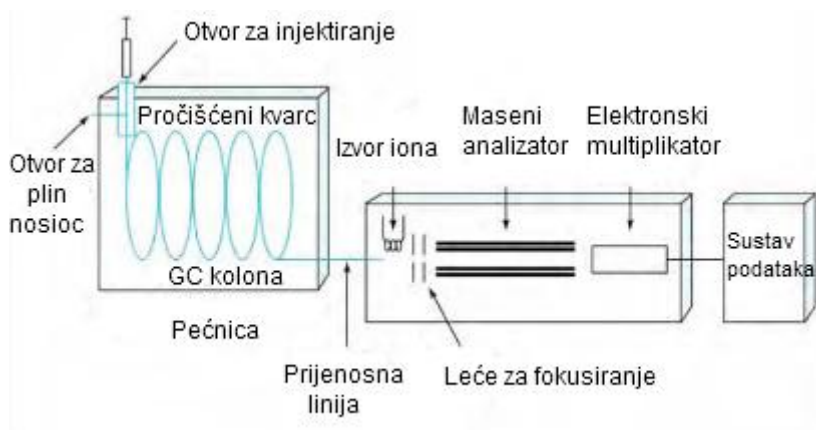 Otvor za injektiranje
Pročišćeni kvarc
Otvor za
plin
nosioc
GC kolona
Pećnica
Izvor iona
Maseni
analizator
Elektronski
multiplikator
Sustav
podataka
Prijenosna
linija
Leće za fokusiranje